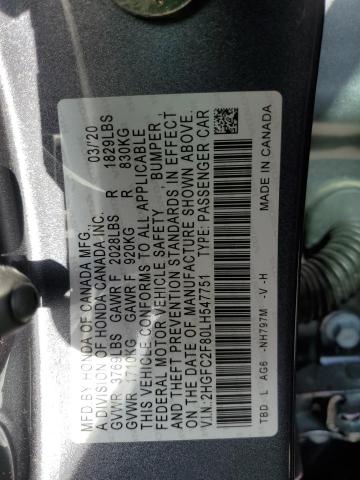 MFD. BY HONDA OF CANADA MFG. 03/'20
A DIVISION OF HONDA CANADA INC.
GVWR 3769LBS GAWR F 2028LBS R 1829LBS
GVWR 1710KG GAWR F 920KG 830KG
THIS VEHICLE CONFORMS TO ALL APPLICABLE
FEDERAL MOTOR VEHICLE SAFETY, BUMPER,
AND THEFT PREVENTION STANDARDS IN EFFECT
ON THE DATE OF MANUFACTURE SHOWN ABOVE.
V.I.N.:2HGFC2F80LH547751 TYPE: PASSENGER CAR
TBD L AG6 -NH797M -V -H MADE IN CANADA